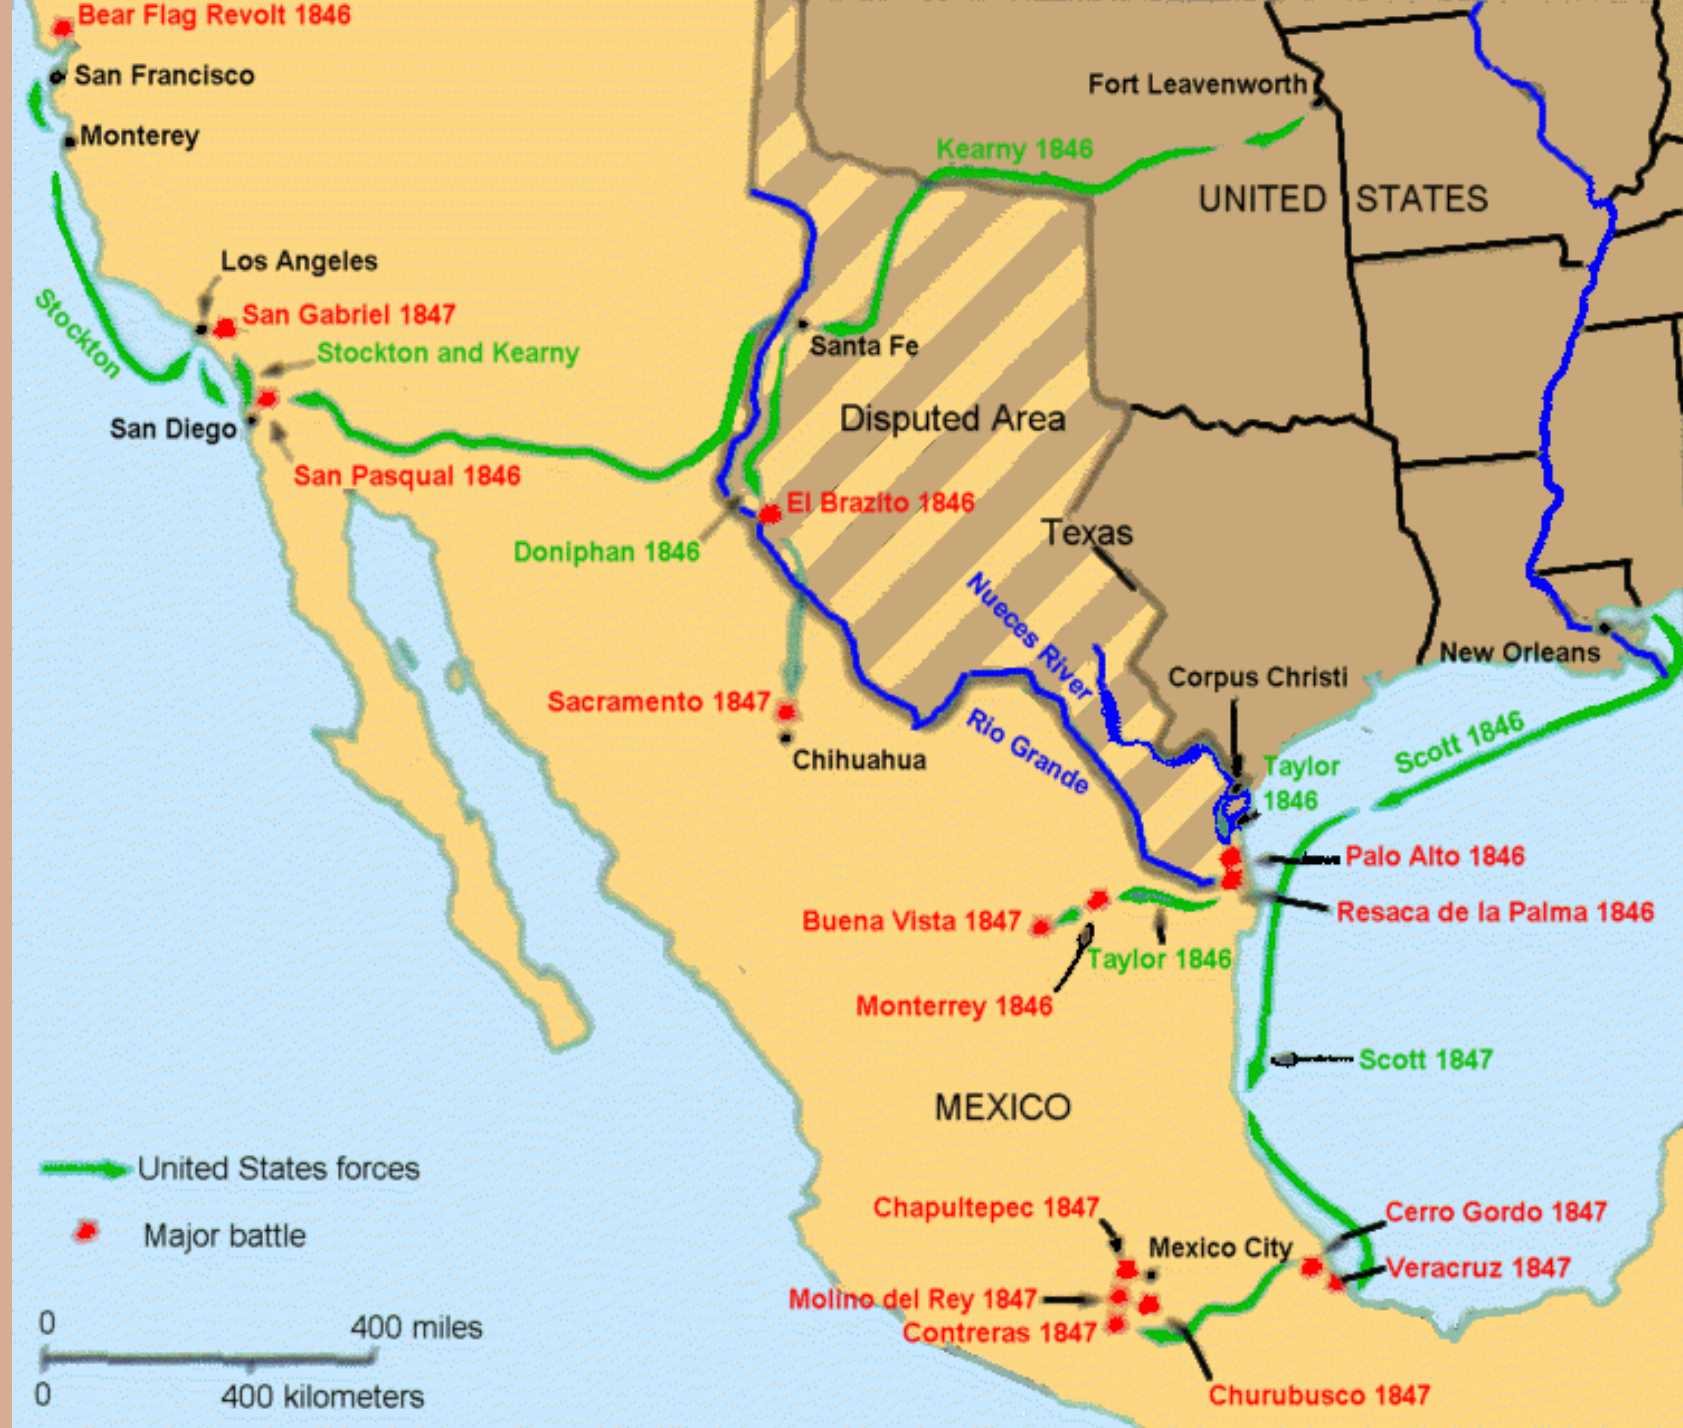 Bear Flag Revolt 1846
San Francisco
Fort Leavenworth
Monterey
Kearny 1846
UNITED STATES
Los Angeles
Stockton
San Gabriel 1847
Stockton and Kearny
Santa Fe
San Diego
Disputed Area
San Pasqual 1846
El Brazito 1846
Texas
Doniphan 1846
Nueces River
New Orleans
Corpus Christi
Sacramento 1847
Rio Grande
Scott 1846
Chihuahua
Taylor
1846
Palo Alto 1846
Buena Vista 1847
Resaca de la Palma 1846
Taylor 1846
Monterrey 1846
Scott 1847
MEXICO
United States forces
Chapultepec 1847
Cerro Gordo 1847
Major battle
Mexico City
Veracruz 1847
Molino del Rey 1847
Contreras 1847
0 400 miles
0 400 kilometers
Churubusco 1847